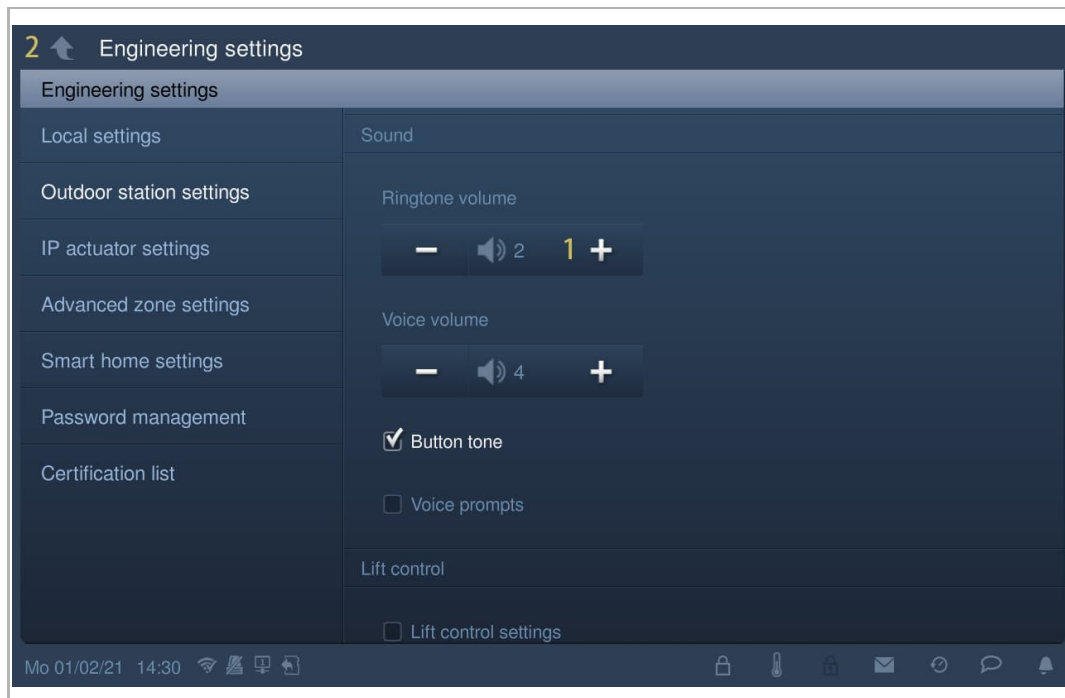 2 Engineering settings
Engineering settings
Local settings
Outdoor station settings
IP actuator settings
Advanced zone settings
Smart home settings
Password management
Certification list
Sound
Ringtone volume
− 2 1 +
Voice volume
− 4 +
Button tone
Voice prompts
Lift control
Lift control settings
Mo 01/02/21 14:30